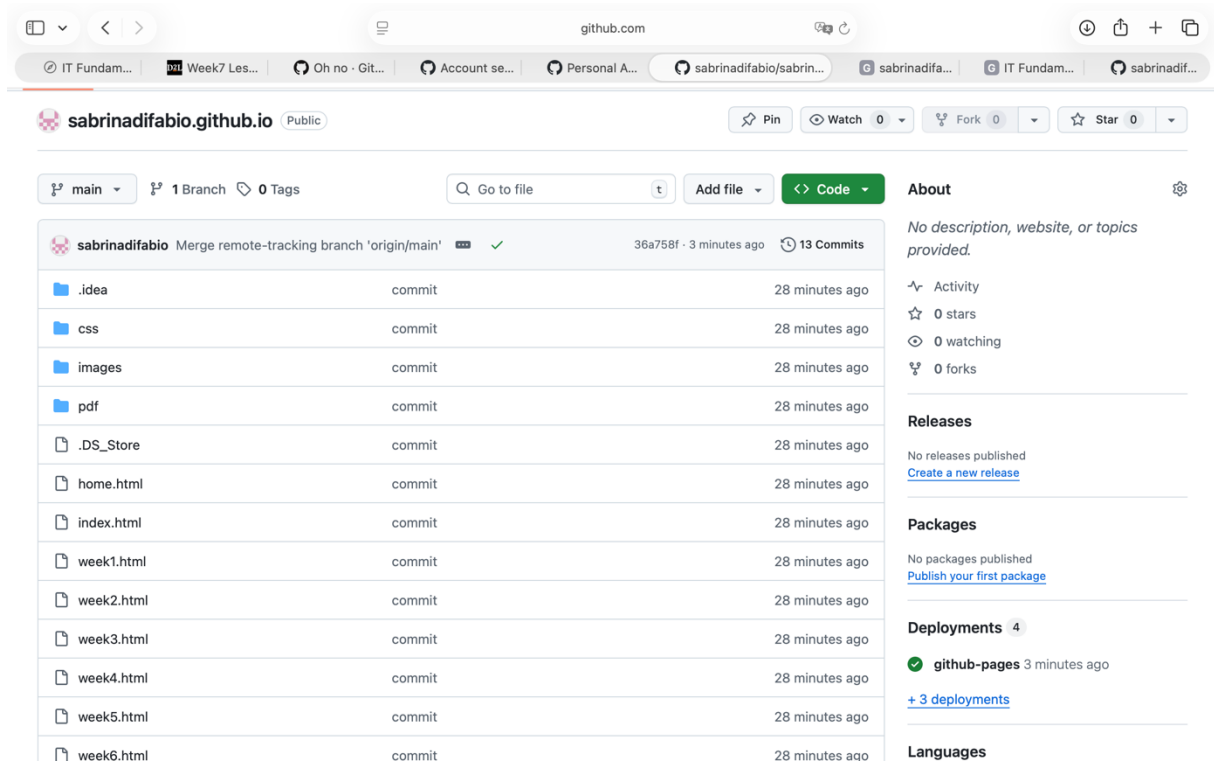 github.com
IT Fundam... D2L Week7 Les... Oh no · Git... Account se... Personal A... sabrinadifabio/sabrin... G sabrinadifa... G IT Fundam... sabrinadif...
sabrinadifabio.github.io Public Pin Watch 0 Fork 0 Star 0
main 1 Branch 0 Tags Go to file t Add file <> Code About
sabrinadifabio Merge remote-tracking branch 'origin/main' 36a758f · 3 minutes ago 13 Commits
No description, website, or topics
provided.
.idea commit 28 minutes ago
css commit 28 minutes ago
images commit 28 minutes ago
pdf commit 28 minutes ago
.DS_Store commit 28 minutes ago
home.html commit 28 minutes ago
index.html commit 28 minutes ago
week1.html commit 28 minutes ago
week2.html commit 28 minutes ago
week3.html commit 28 minutes ago
week4.html commit 28 minutes ago
week5.html commit 28 minutes ago
week6.html commit 28 minutes ago
Activity
0 stars
0 watching
0 forks
Releases
No releases published
Create a new release
Packages
No packages published
Publish your first package
Deployments 4
github-pages 3 minutes ago
+ 3 deployments
Languages